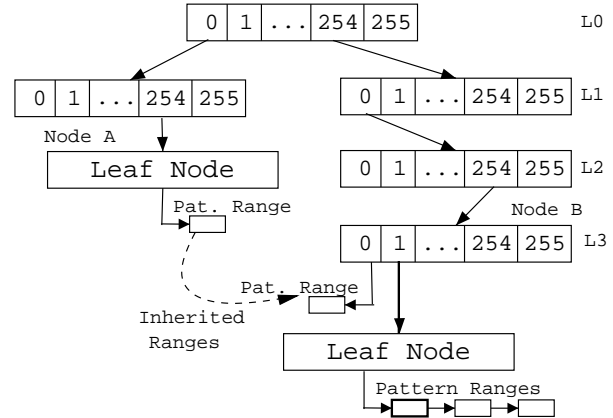 0 1 ... 254 255 L0
0 1 ... 254 255
0 1 ... 254 255 L1
Node A
Leaf Node
0 1 ... 254 255 L2
Pat. Range
Node B
0 1 ... 254 255 L3
Pat. Range
Inherited
Ranges
Leaf Node
Pattern Ranges